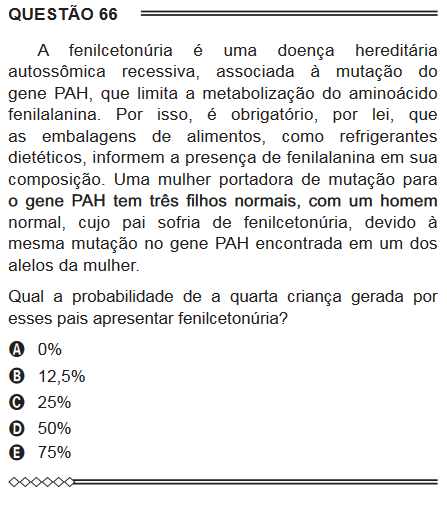 QUESTÃO 66
A fenilcetonúria é uma doença hereditária
autossômica recessiva, associada à mutação do
gene PAH, que limita a metabolização do aminoácido
fenilalanina. Por isso, é obrigatório, por lei, que
as embalagens de alimentos, como refrigerantes
dietéticos, informem a presença de fenilalanina em sua
composição. Uma mulher portadora de mutação para
o gene PAH tem três filhos normais, com um homem
normal, cujo pai sofria de fenilcetonúria, devido à
mesma mutação no gene PAH encontrada em um dos
alelos da mulher.
Qual a probabilidade de a quarta criança gerada por
esses pais apresentar fenilcetonúria?
A 0%
B 12,5%
C 25%
D 50%
E 75%